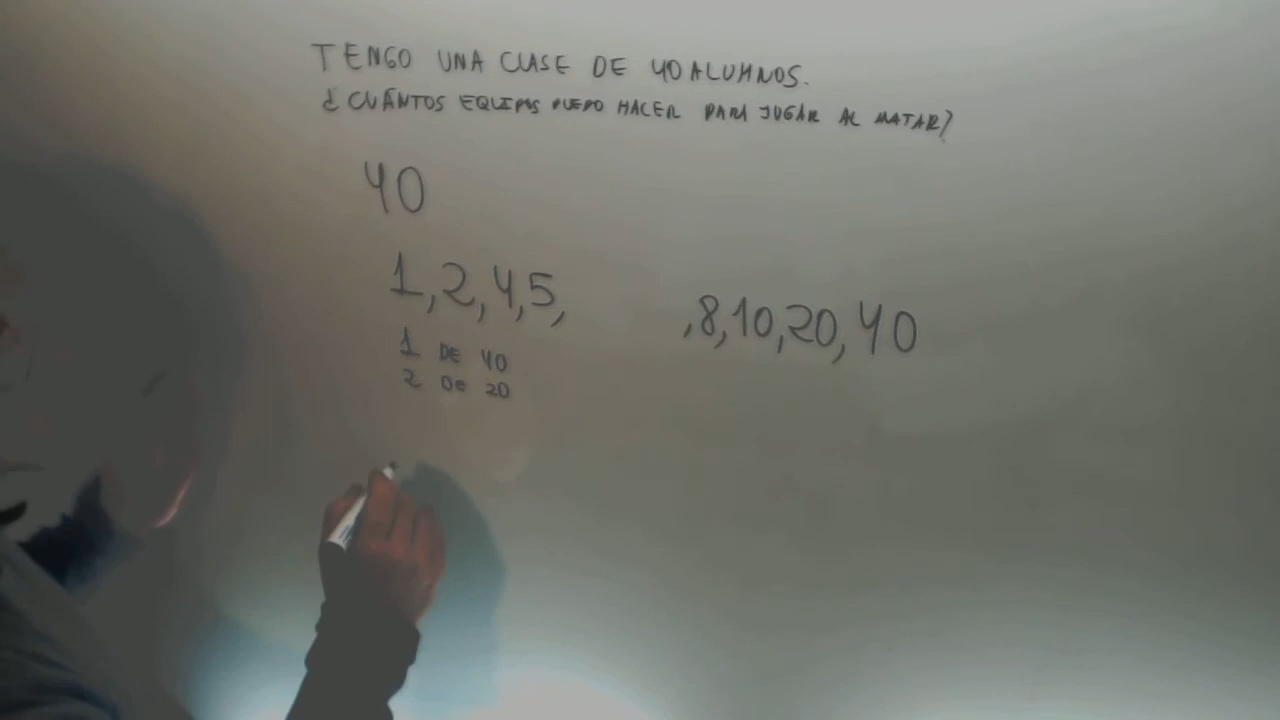 TENGO UNA CLASE DE 40 ALUMNOS.
¿CUÁNTOS EQUIPOS PUEDO HACER PARA JUGAR AL MATAR?
40
1, 2, 4, 5, , 8, 10, 20, 40
1 DE 40
2 DE 20